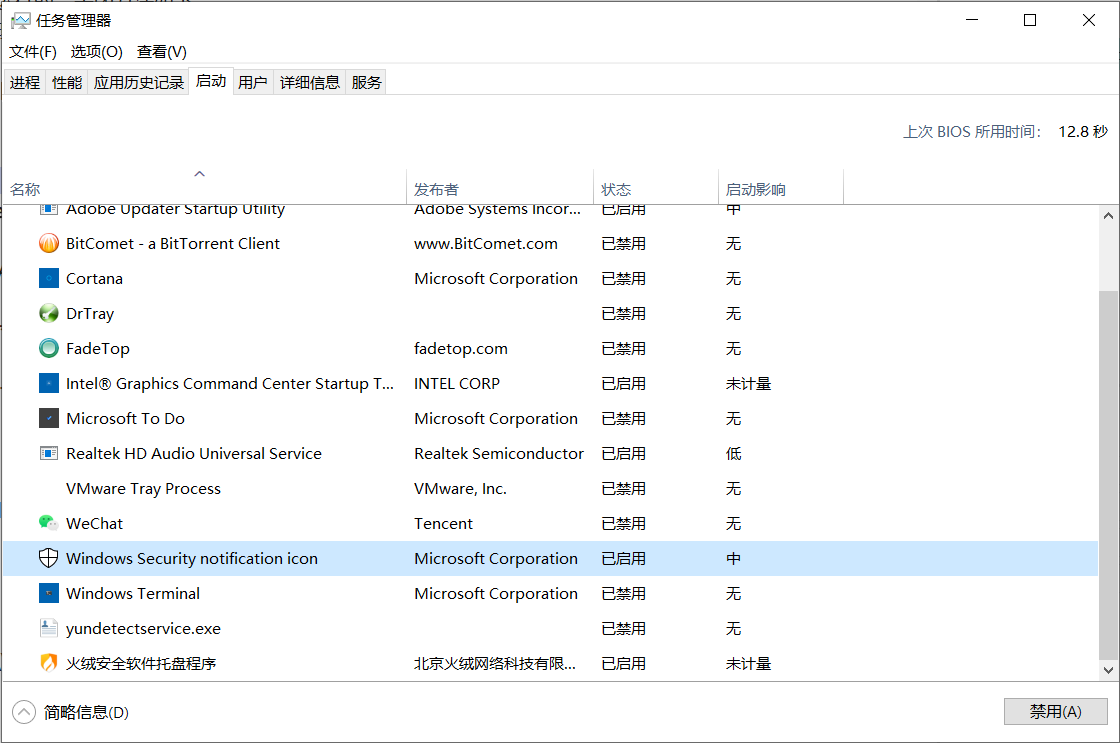 任务管理器
文件(F) 选项(O) 查看(V)
进程 性能 应用历史记录 启动 用户 详细信息 服务
上次 BIOS 所用时间: 12.8 秒
名称 发布者 状态 启动影响
Adobe Updater Startup Utility Adobe Systems Incor... 已启用 中
BitComet - a BitTorrent Client www.BitComet.com 已禁用 无
Cortana Microsoft Corporation 已禁用 无
DrTray 已禁用 无
FadeTop fadetop.com 已禁用 无
Intel® Graphics Command Center Startup T... INTEL CORP 已启用 未计量
Microsoft To Do Microsoft Corporation 已禁用 无
Realtek HD Audio Universal Service Realtek Semiconductor 已启用 低
VMware Tray Process VMware, Inc. 已禁用 无
WeChat Tencent 已禁用 无
Windows Security notification icon Microsoft Corporation 已启用 中
Windows Terminal Microsoft Corporation 已禁用 无
yundetectservice.exe 已禁用 无
火绒安全软件托盘程序 北京火绒网络科技有限... 已启用 未计量
简略信息(D) 禁用(A)